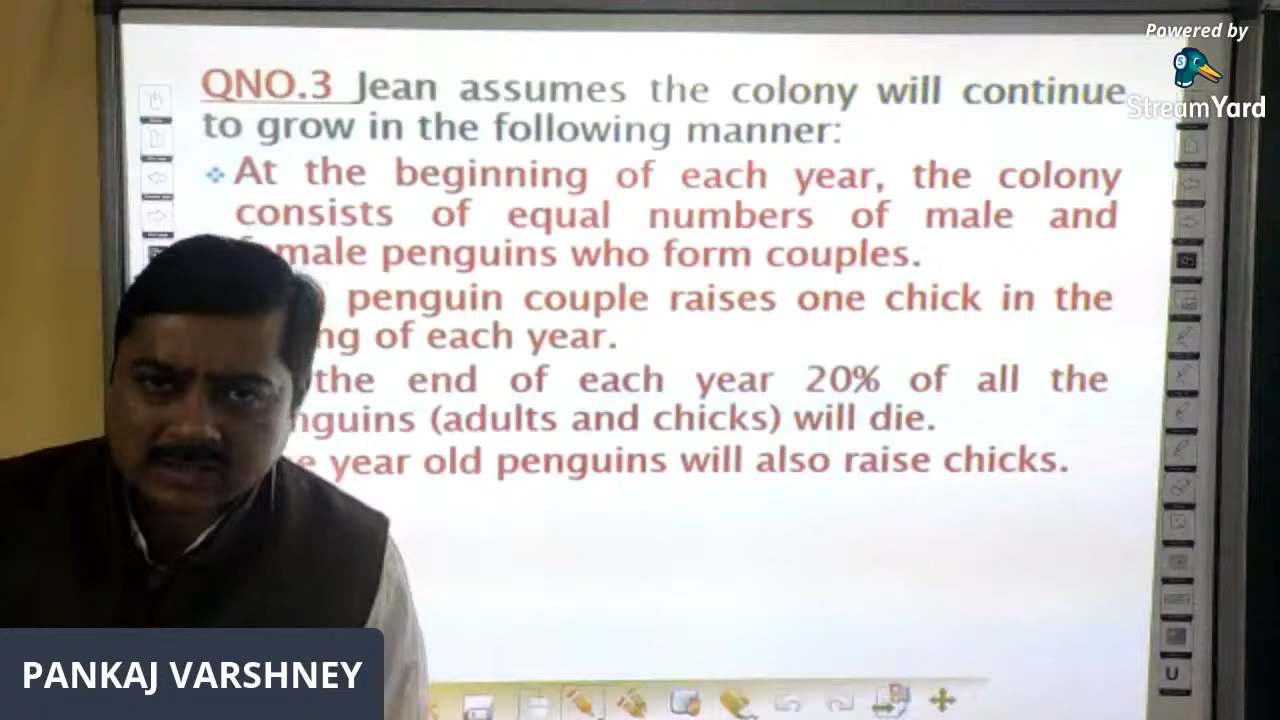 Powered by
StreamYard
QNO.3 Jean assumes the colony will continue
to grow in the following manner:
At the beginning of each year, the colony
consists of equal numbers of male and
male penguins who form couples.
penguin couple raises one chick in the
ng of each year.
the end of each year 20% of all the
nguins (adults and chicks) will die.
e year old penguins will also raise chicks.
U
PANKAJ VARSHNEY